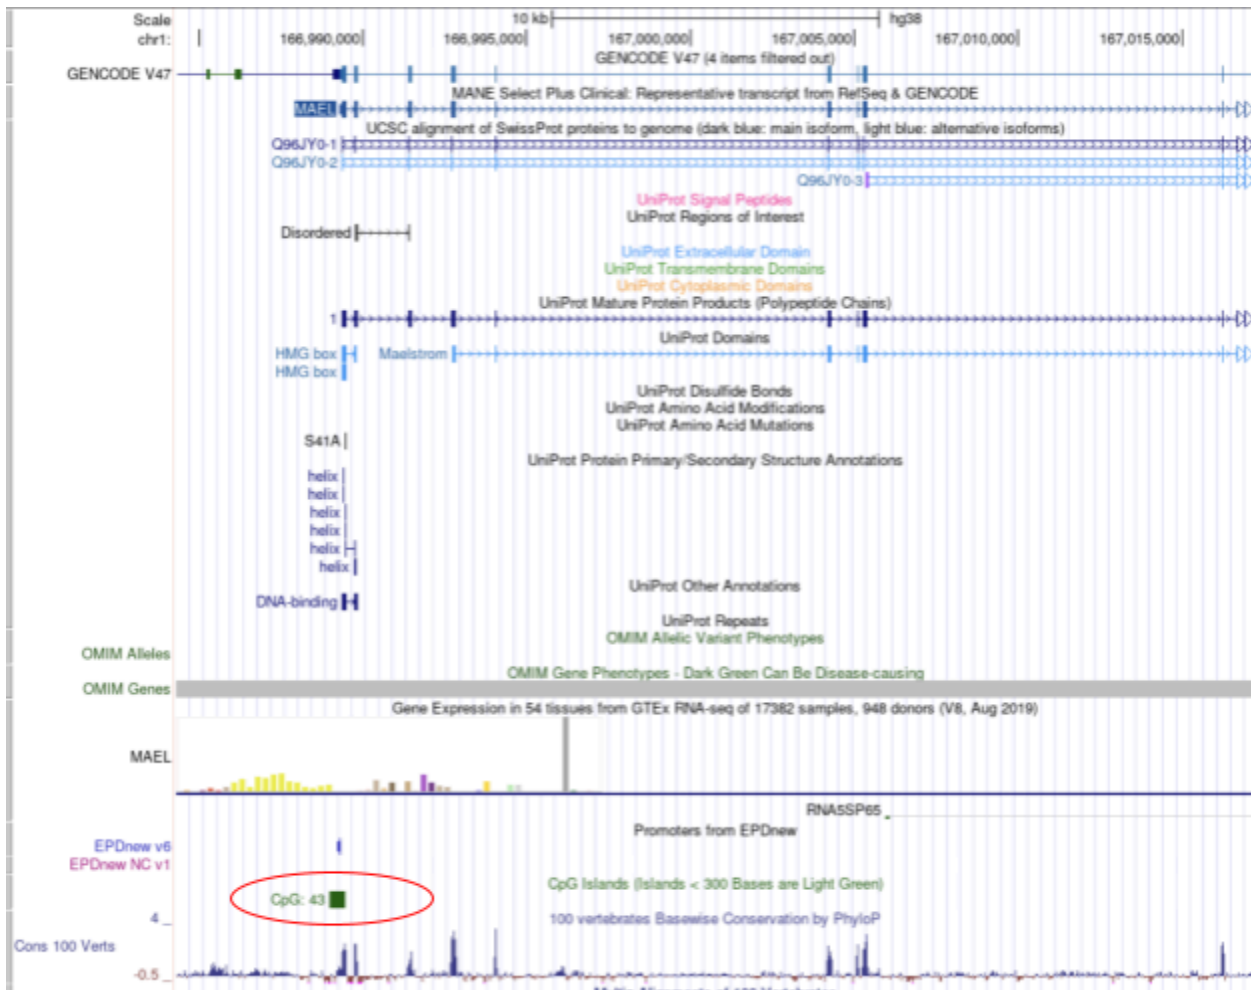 Scale 10 kb hg38
chr1: 166,990,000 166,995,000 167,000,000 167,005,000 167,010,000 167,015,000
GENCODE V47 (4 items filtered out)
GENCODE V47
MANE Select Plus Clinical: Representative transcript from RefSeq & GENCODE
MAEL
UCSC alignment of SwissProt proteins to genome (dark blue: main isoform, light blue: alternative isoforms)
Q96JY0-1
Q96JY0-2
Q96JY0-3
UniProt Signal Peptides
UniProt Regions of Interest
Disordered
UniProt Extracellular Domain
UniProt Transmembrane Domains
UniProt Cytoplasmic Domains
UniProt Mature Protein Products (Polypeptide Chains)
1
UniProt Domains
HMG box Maelstrom
HMG box
UniProt Disulfide Bonds
UniProt Amino Acid Modifications
UniProt Amino Acid Mutations
S41A
UniProt Protein Primary/Secondary Structure Annotations
helix
helix
helix
helix
helix
helix
UniProt Other Annotations
DNA-binding
UniProt Repeats
OMIM Allelic Variant Phenotypes
OMIM Alleles
OMIM Gene Phenotypes - Dark Green Can Be Disease-causing
OMIM Genes
Gene Expression in 54 tissues from GTEx RNA-seq of 17382 samples, 948 donors (V8, Aug 2019)
MAEL
RNA5SP65
Promoters from EPDnew
EPDnew v6
EPDnew NC v1
CpG Islands (Islands < 300 Bases are Light Green)
CpG: 43
100 vertebrates Basewise Conservation by PhyloP
4 _
Cons 100 Verts
-0.5 _